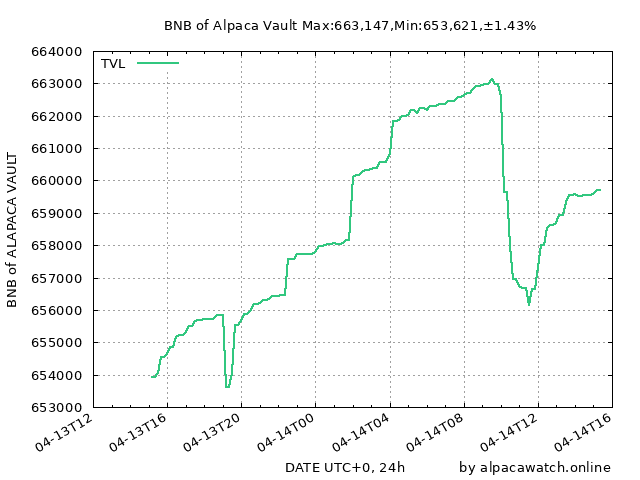 BNB of Alpaca Vault Max:663,147,Min:653,621,±1.43%
TVL
664000
663000
662000
661000
660000
659000
658000
657000
656000
655000
654000
653000
BNB of ALAPACA VAULT
04-13T12
04-13T16
04-13T20
04-14T00
04-14T04
04-14T08
04-14T12
04-14T16
DATE UTC+0, 24h
by alpacawatch.online